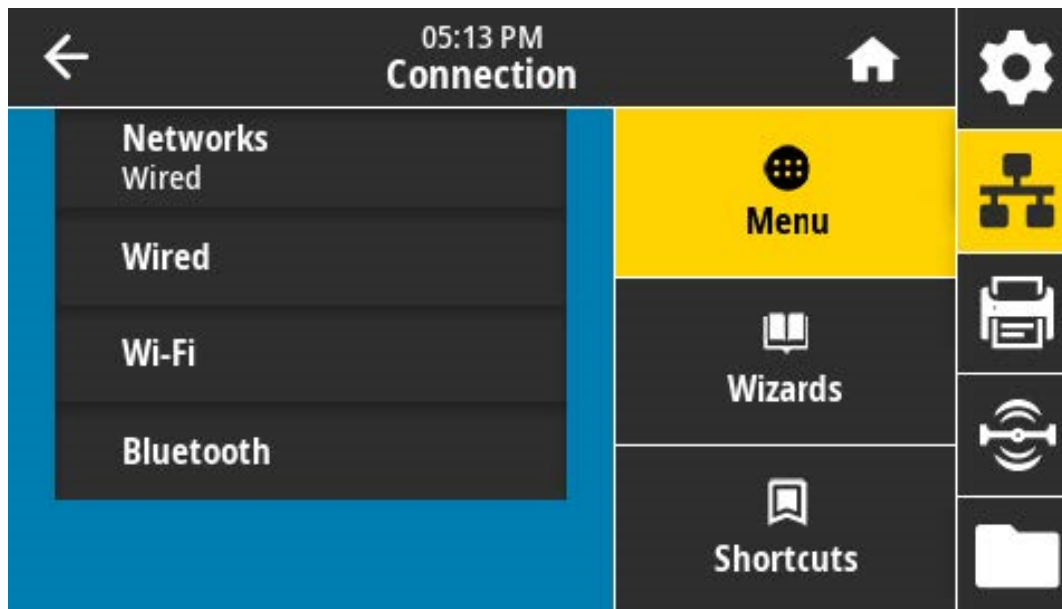 05:13 PM
Connection
Networks
Wired
Wired
Wi-Fi
Bluetooth
Menu
Wizards
Shortcuts